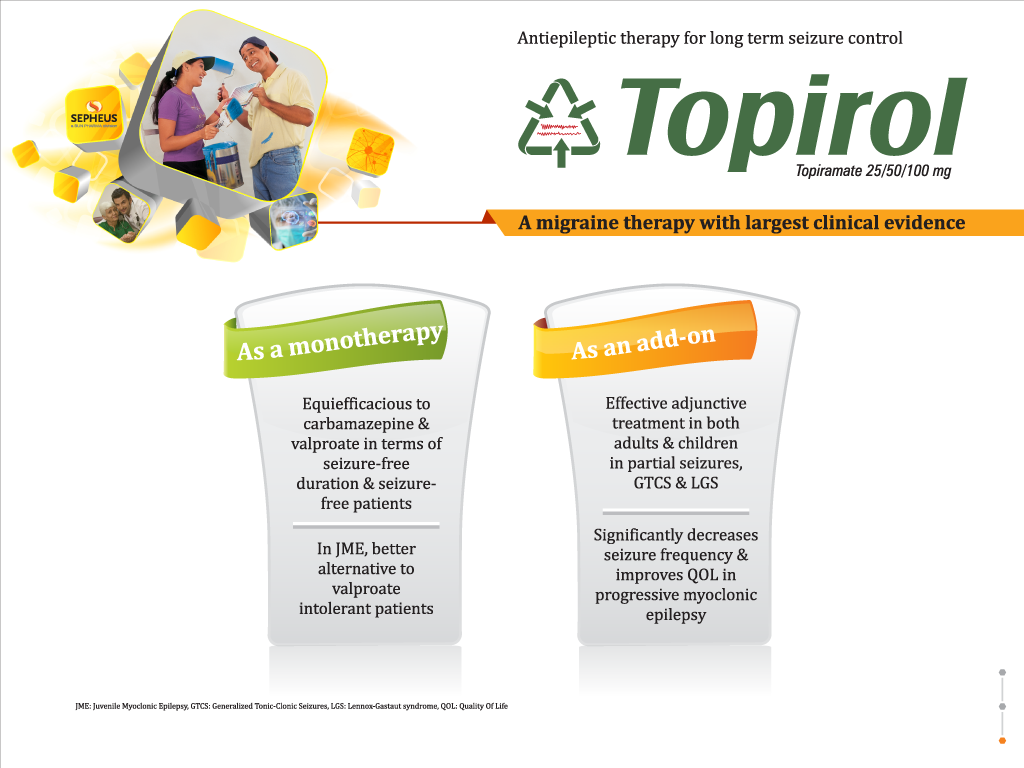 Antiepileptic therapy for long term seizure control
SEPHEUS
Topirol
Topiramate 25/50/100 mg
A migraine therapy with largest clinical evidence
As a monotherapy
Equiefficacious to
carbamazepine &
valproate in terms of
seizure-free
duration & seizure-
free patients
In JME, better
alternative to
valproate
intolerant patients
As an add-on
Effective adjunctive
treatment in both
adults & children
in partial seizures,
GTCS & LGS
Significantly decreases
seizure frequency &
improves QOL in
progressive myoclonic
epilepsy
JME: Juvenile Myoclonic Epilepsy, GTCS: Generalized Tonic-Clonic Seizures, LGS: Lennox-Gastaut syndrome, QOL: Quality Of Life